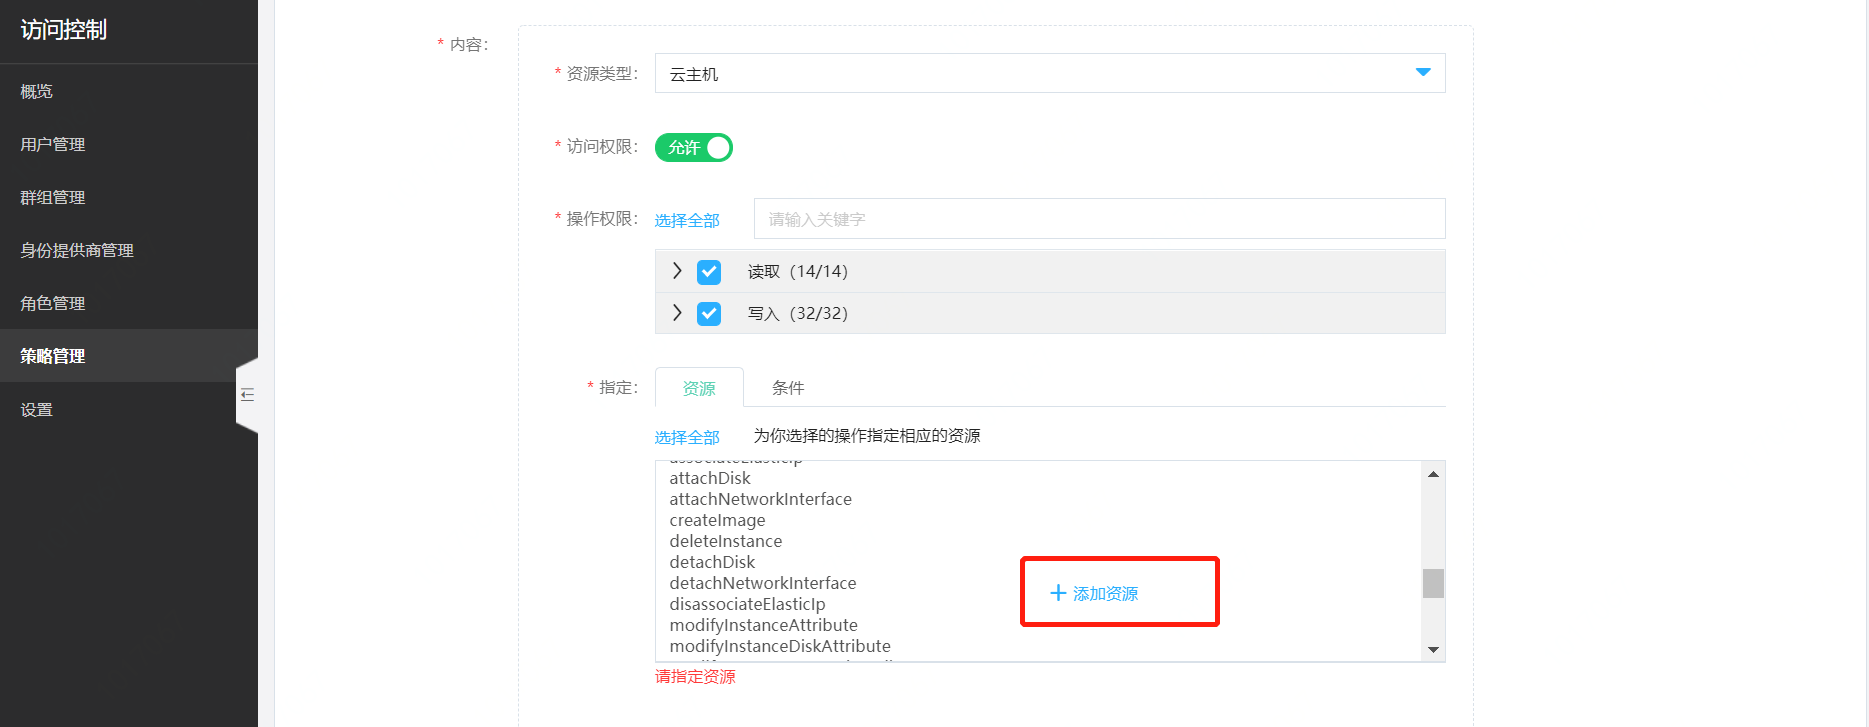 访问控制
概览
用户管理
群组管理
身份提供商管理
角色管理
策略管理
设置
* 内容:
* 资源类型: 云主机
* 访问权限: 允许
* 操作权限: 选择全部 请输入关键字
读取（14/14）
写入（32/32）
* 指定: 资源 条件
选择全部 为你选择的操作指定相应的资源
associateElasticIp
attachDisk
attachNetworkInterface
createImage
deleteInstance
detachDisk
detachNetworkInterface
disassociateElasticIp
modifyInstanceAttribute
modifyInstanceDiskAttribute
添加资源
请指定资源